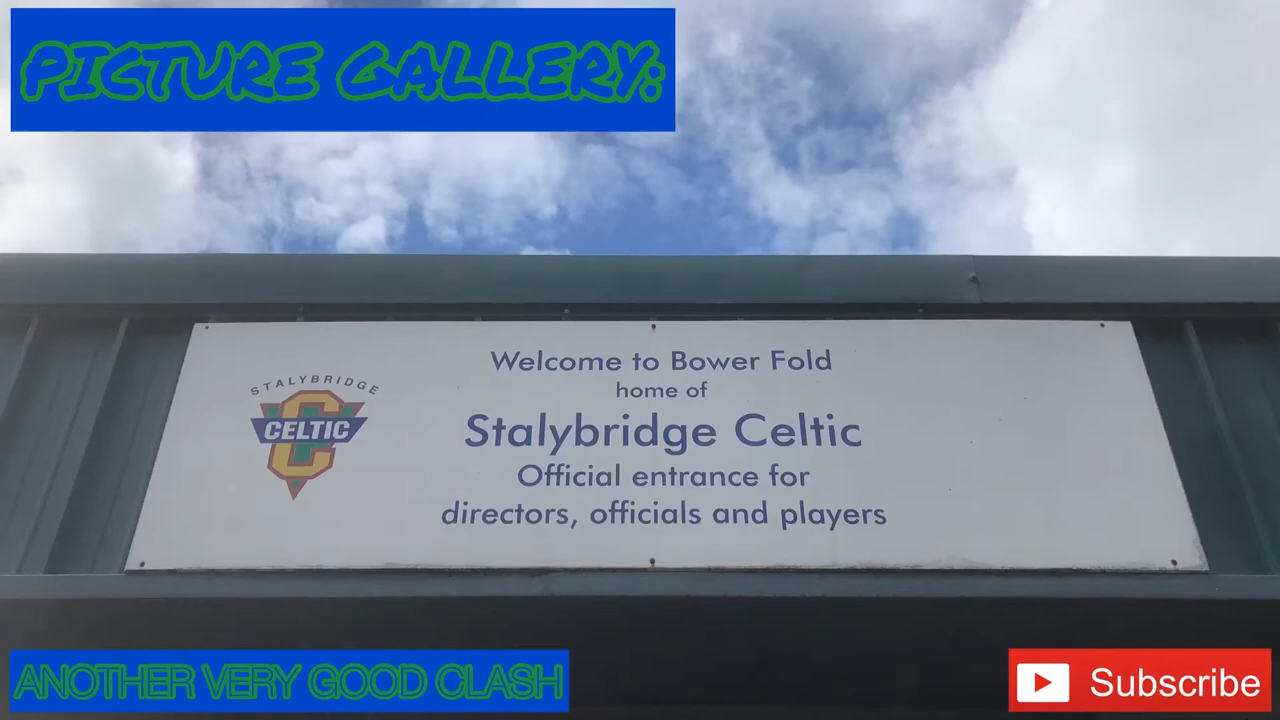 PICTURE GALLERY:
Welcome to Bower Fold
home of
STALYBRIDGE
CELTIC
Stalybridge Celtic
Official entrance for
directors, officials and players
ANOTHER VERY GOOD CLASH
Subscribe